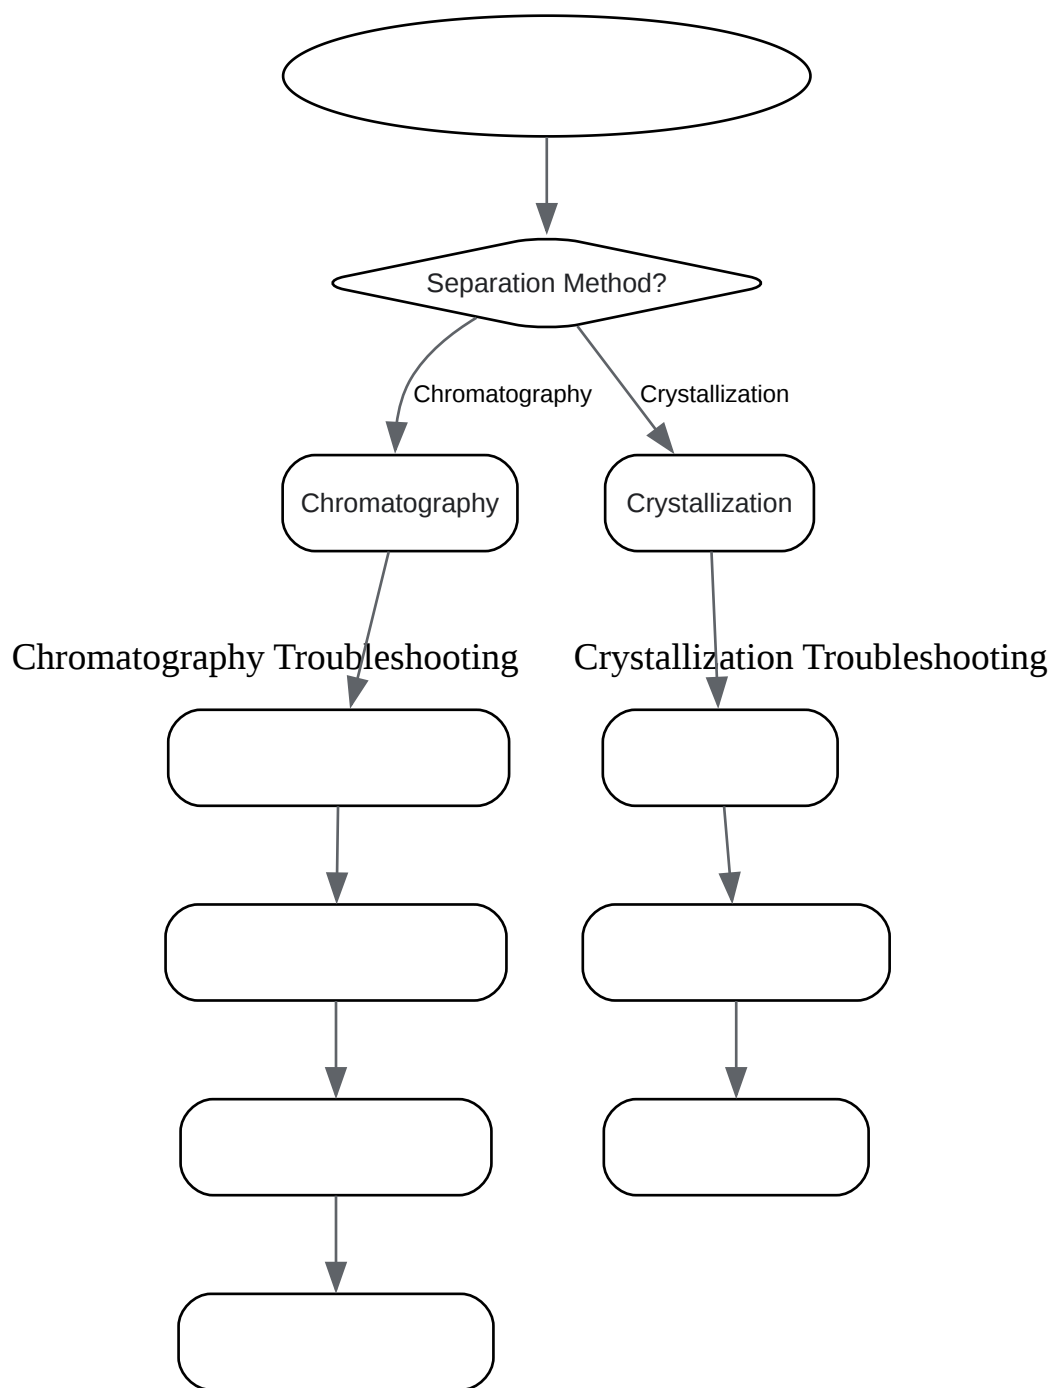 Separation Method?
Chromatography
Crystallization
Chromatography
Crystallization
Chromatography Troubleshooting
Crystallization Troubleshooting